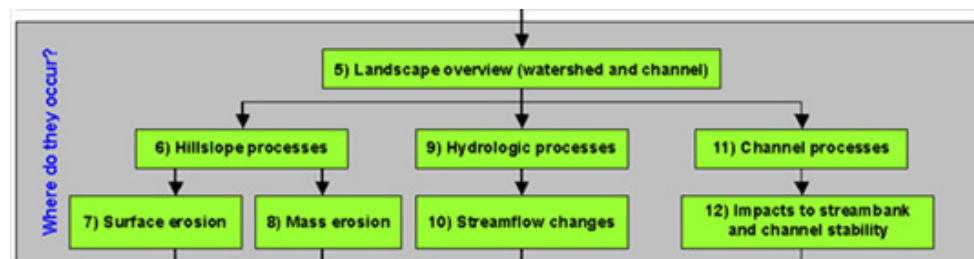 Where do they occur?
5) Landscape overview (watershed and channel)
6) Hillslope processes
9) Hydrologic processes
11) Channel processes
7) Surface erosion
8) Mass erosion
10) Streamflow changes
12) Impacts to streambank
and channel stability